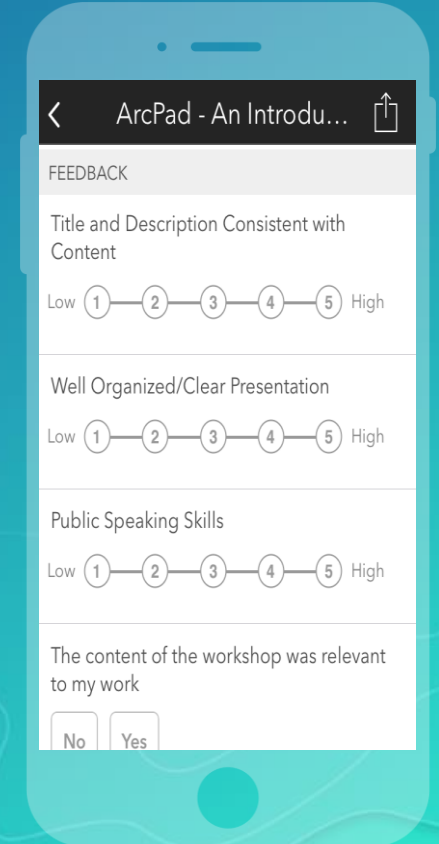 ArcPad - An Introdu...
FEEDBACK
Title and Description Consistent with
Content
Low 1 2 3 4 5 High
Well Organized/Clear Presentation
Low 1 2 3 4 5 High
Public Speaking Skills
Low 1 2 3 4 5 High
The content of the workshop was relevant
to my work
No Yes